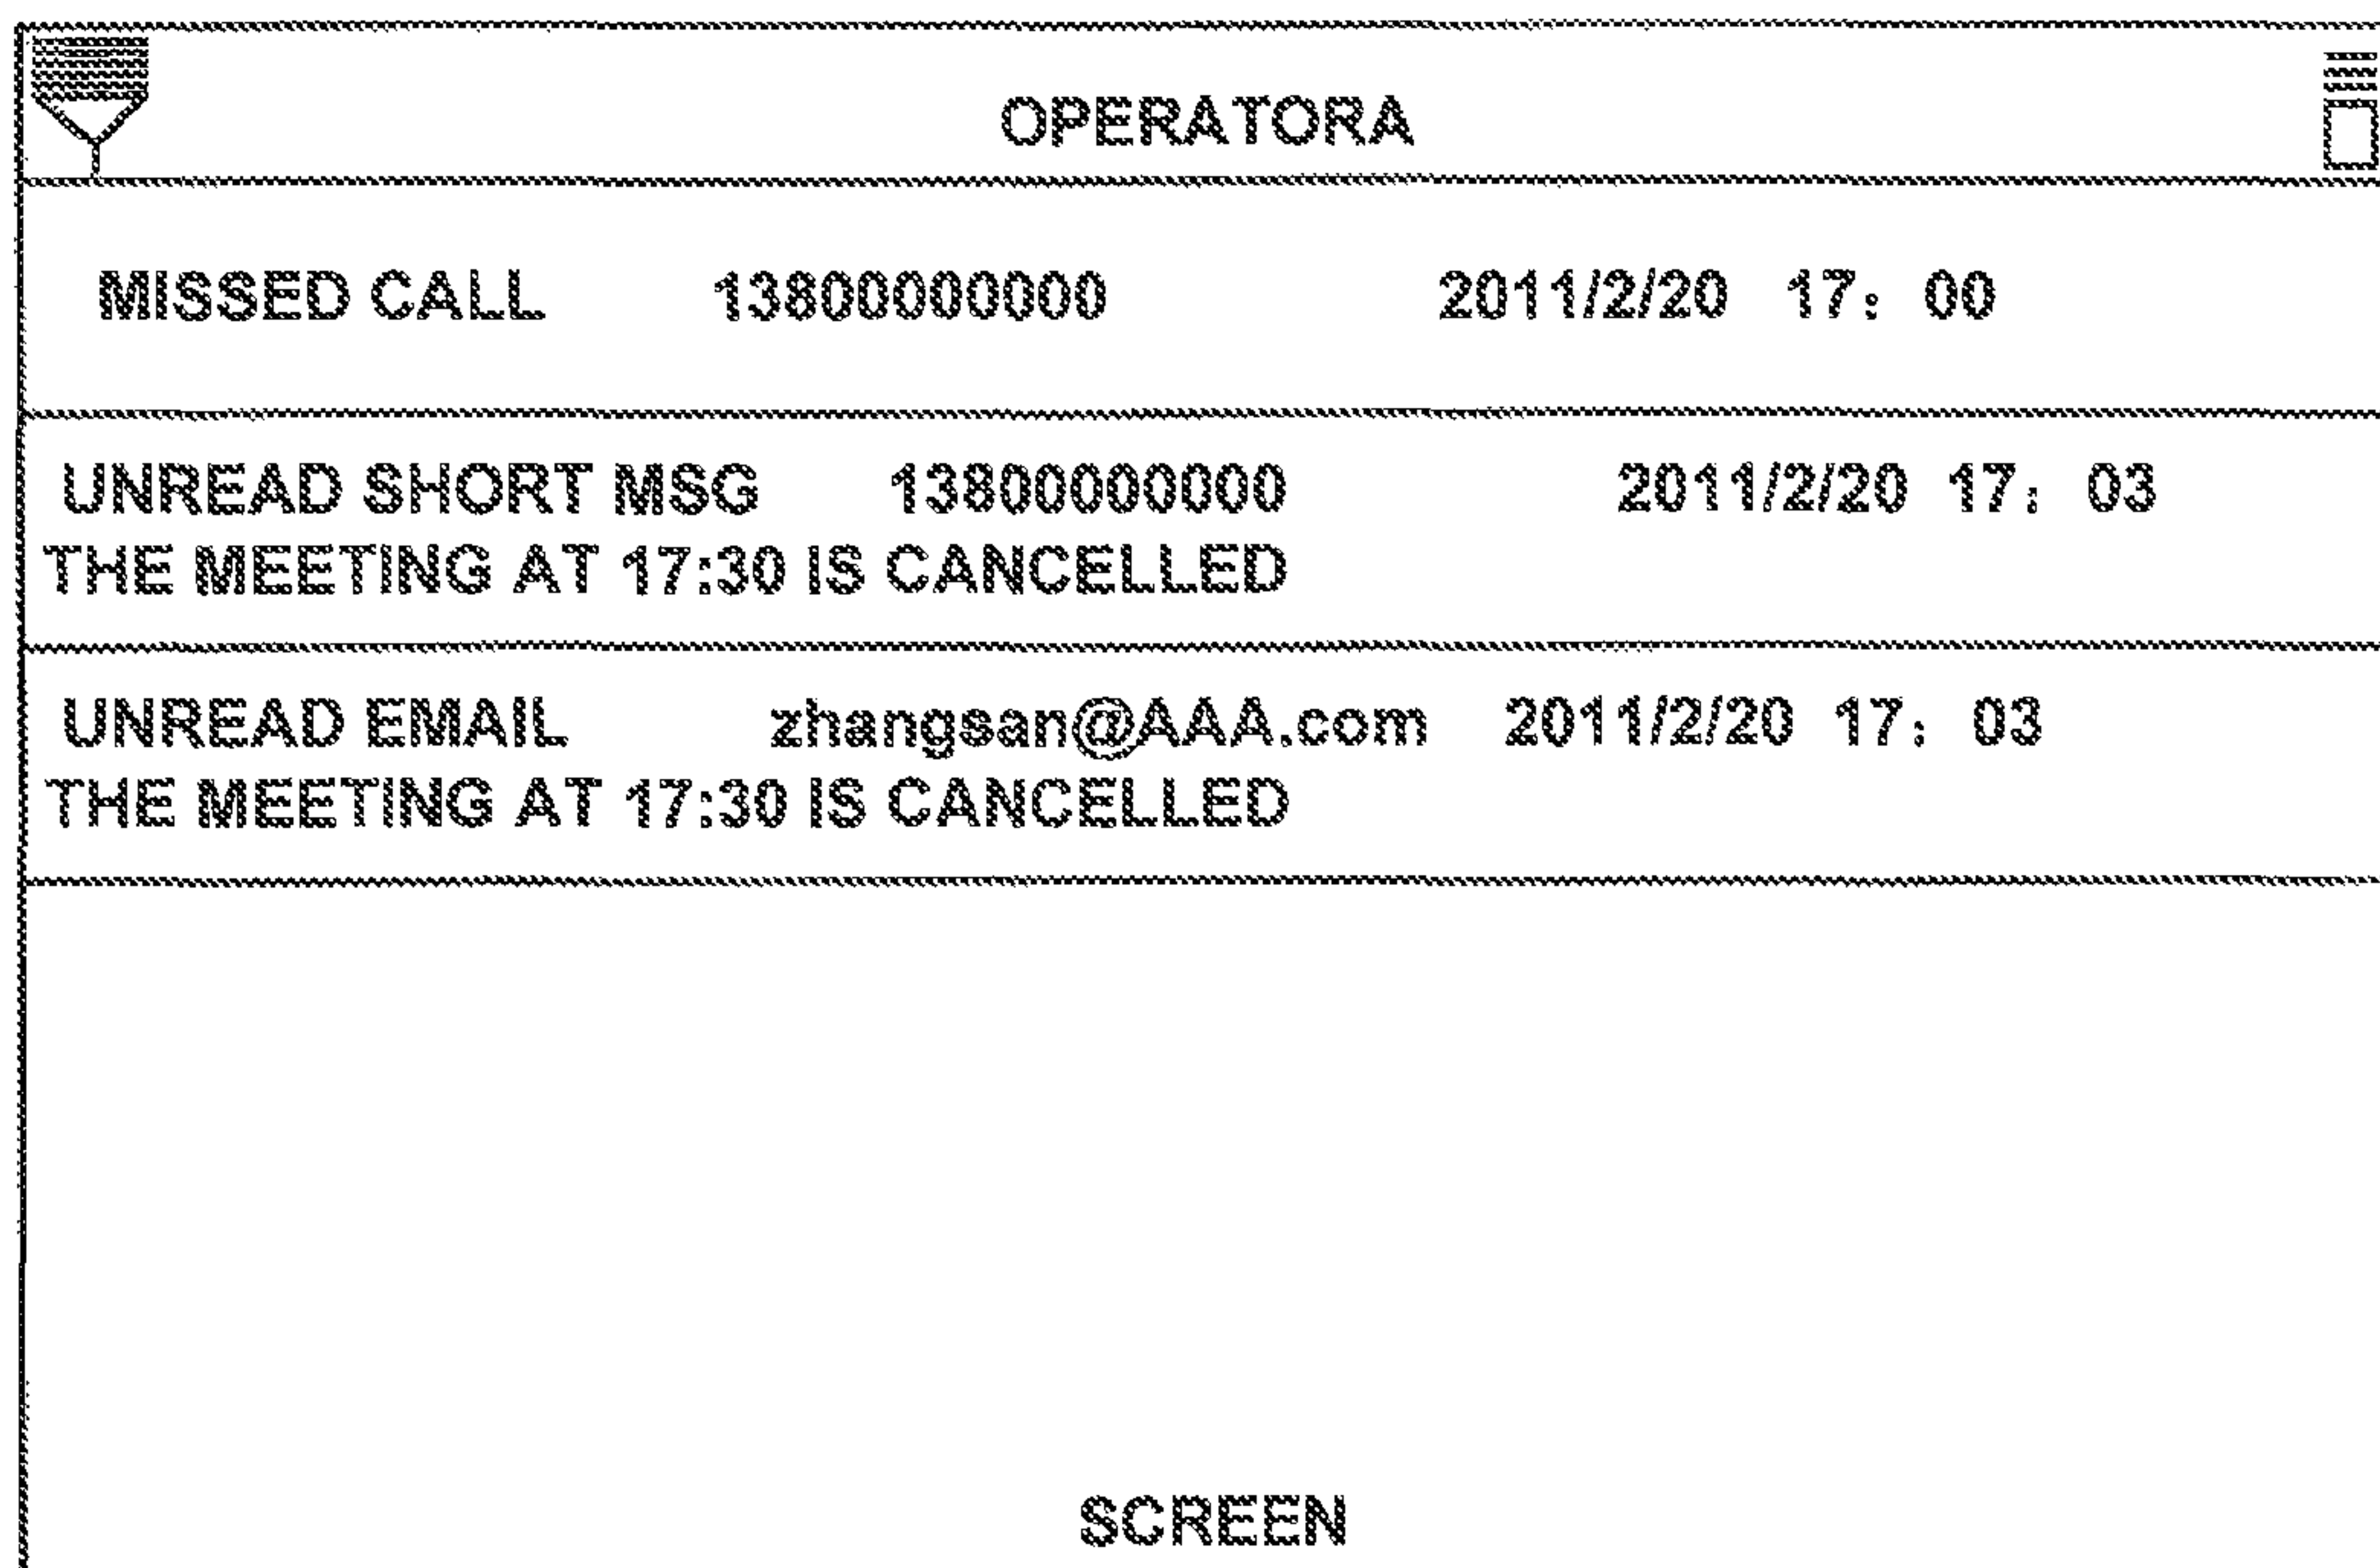 OPERATORA
MISSED CALL 13800000000 2011/2/20 17: 00
UNREAD SHORT MSG 13800000000 2011/2/20 17: 03
THE MEETING AT 17:30 IS CANCELLED
UNREAD EMAIL zhangsan@AAA.com 2011/2/20 17: 03
THE MEETING AT 17:30 IS CANCELLED
SCREEN